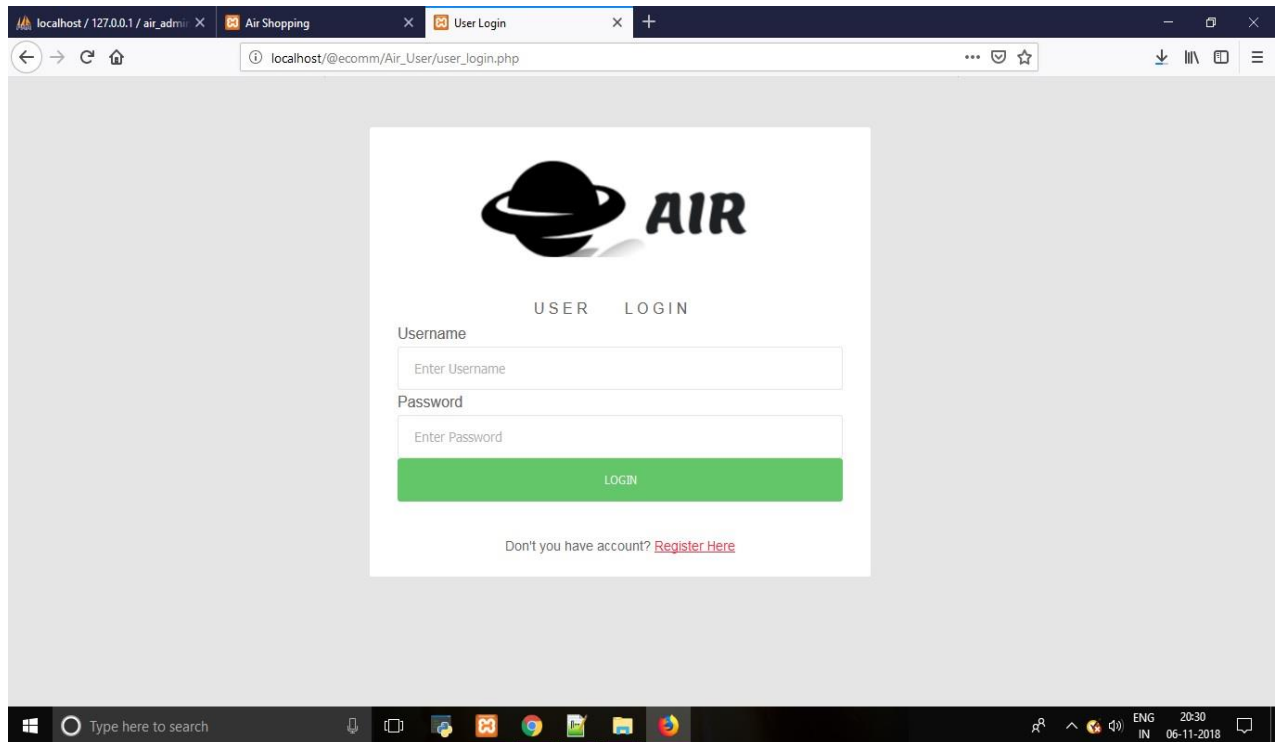 localhost / 127.0.0.1 / air_admi
Air Shopping
User Login
localhost/@ecomm/Air_User/user_login.php
AIR
USER LOGIN
Username
Enter Username
Password
Enter Password
LOGIN
Don't you have account? Register Here
Type here to search
ENG
IN
20:30
06-11-2018